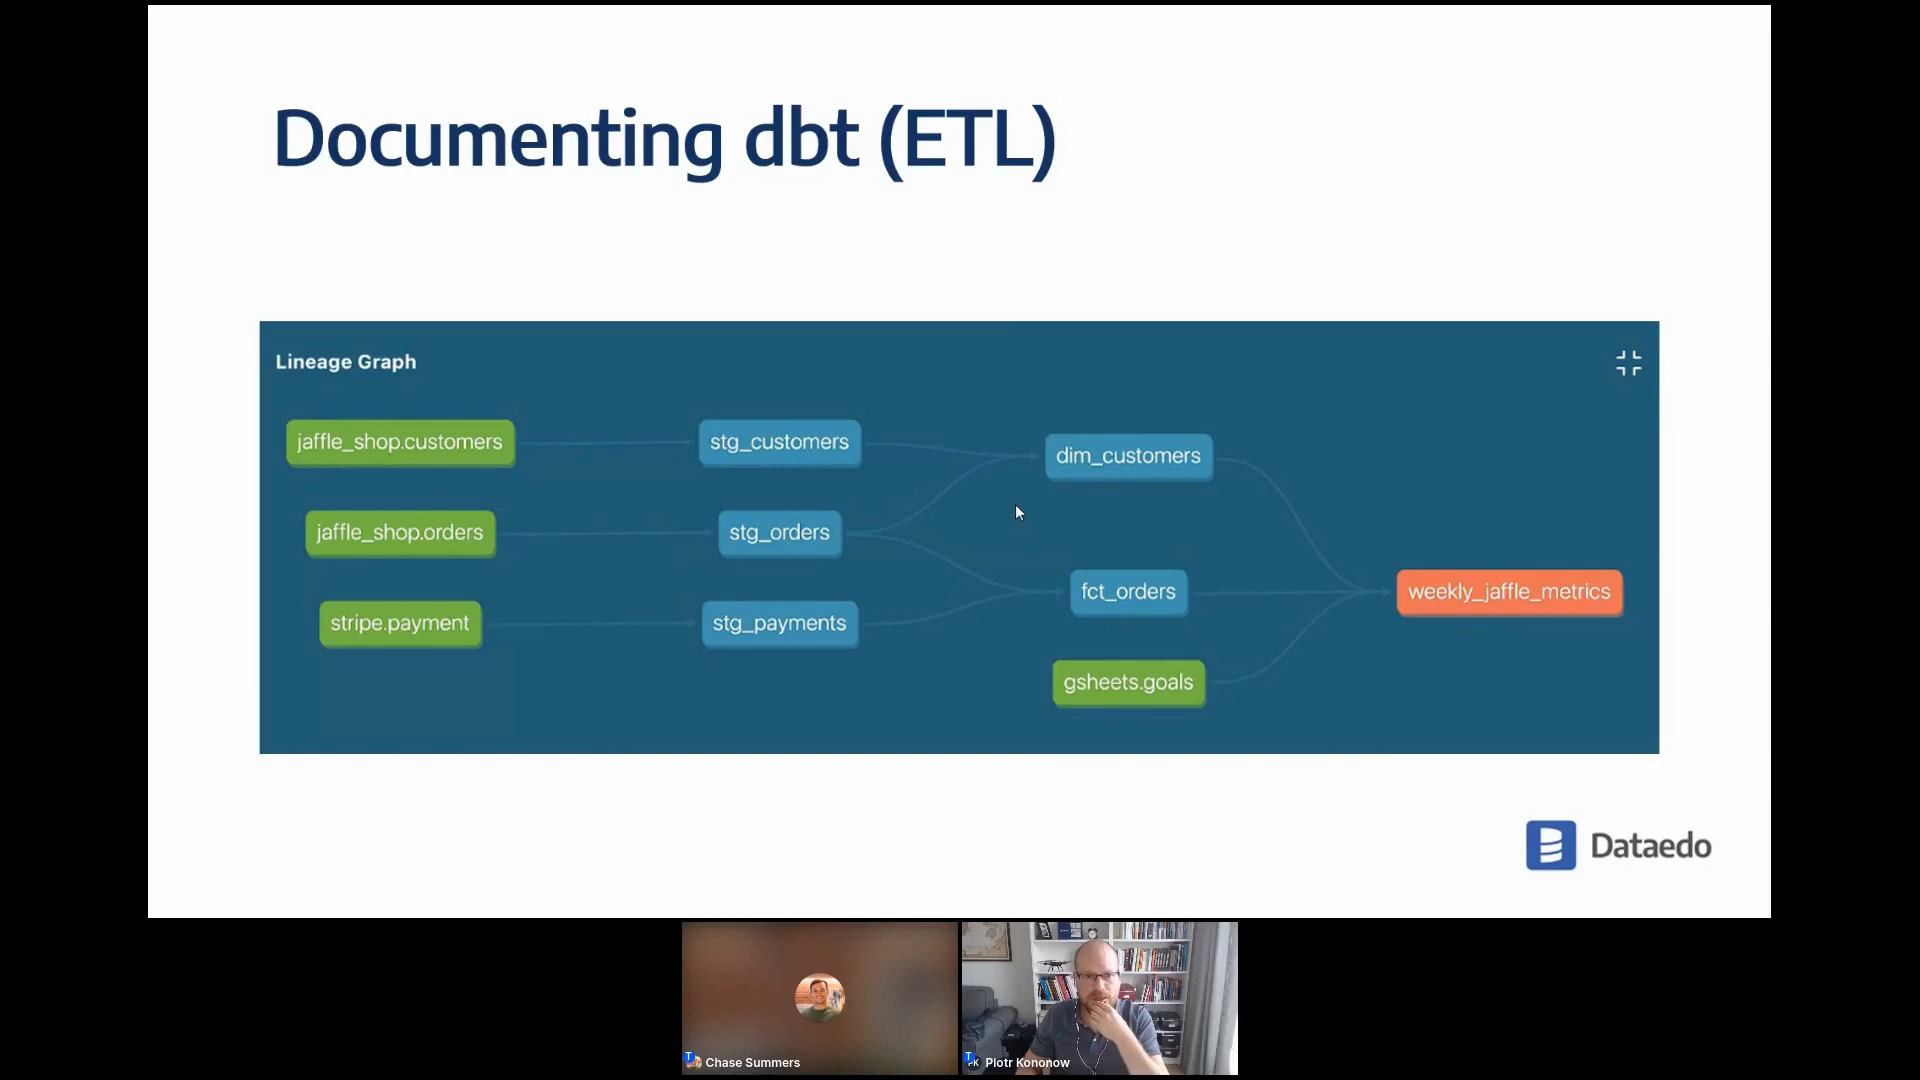 Documenting dbt (ETL)
Lineage Graph
jaffle_shop.customers
stg_customers
dim_customers
jaffle_shop.orders
stg_orders
fct_orders
weekly_jaffle_metrics
stripe.payment
stg_payments
gsheets.goals
Dataedo
Chase Summers
Piotr Kononow